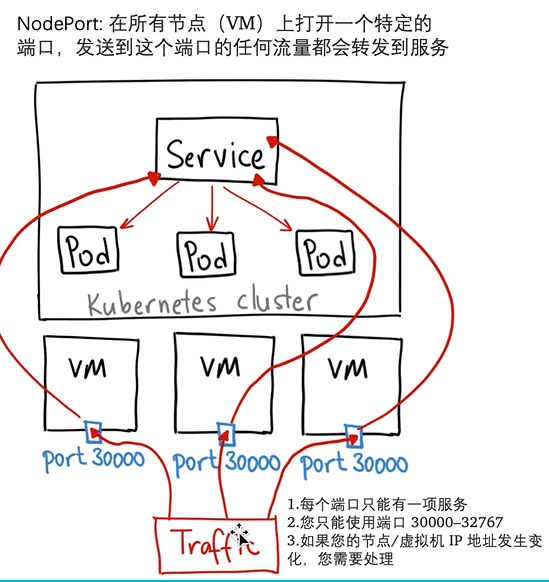 NodePort: 在所有节点（VM）上打开一个特定的
端口，发送到这个端口的任何流量都会转发到服务
Service
Pod
Pod
Pod
Kubernetes cluster
VM
VM
VM
port 30000
port 30000
port 30000
Traffic
1.每个端口只能有一项服务
2.您只能使用端口 30000–32767
3.如果您的节点/虚拟机 IP 地址发生变
化，您需要处理